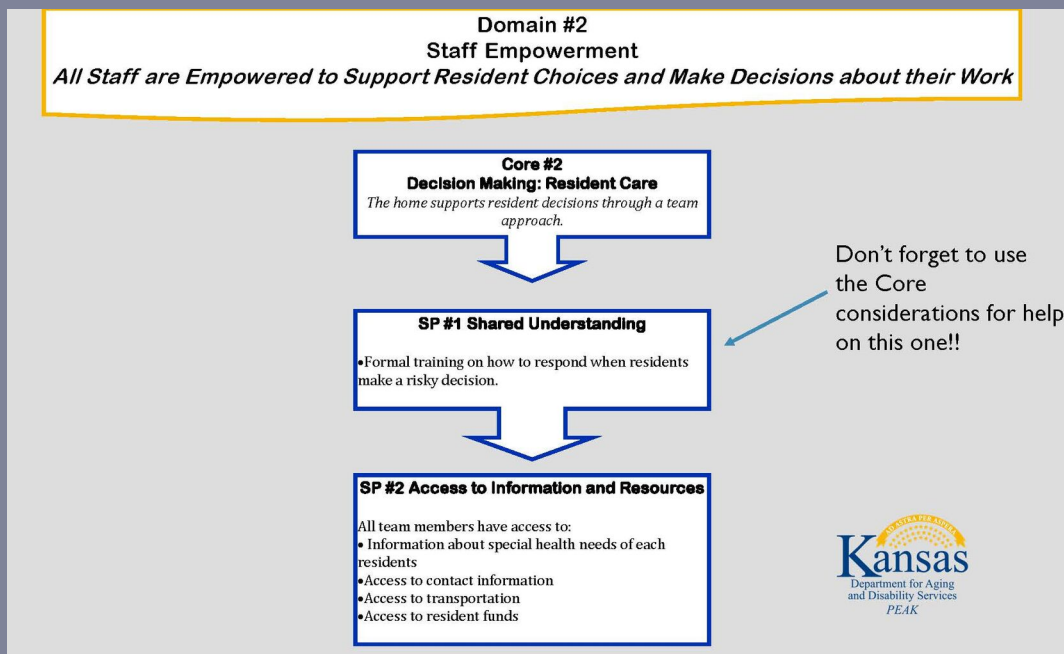 Domain #2
Staff Empowerment
All Staff are Empowered to Support Resident Choices and Make Decisions about their Work
Core #2
Decision Making: Resident Care
The home supports resident decisions through a team
approach.
Don't forget to use
the Core
considerations for help
on this one!!
SP #1 Shared Understanding
•Formal training on how to respond when residents
make a risky decision.
SP #2 Access to Information and Resources
All team members have access to:
• Information about special health needs of each
residents
•Access to contact information
•Access to transportation
•Access to resident funds
AD ASTRA PER ASPERA
Kansas
Department for Aging
and Disability Services
PEAK